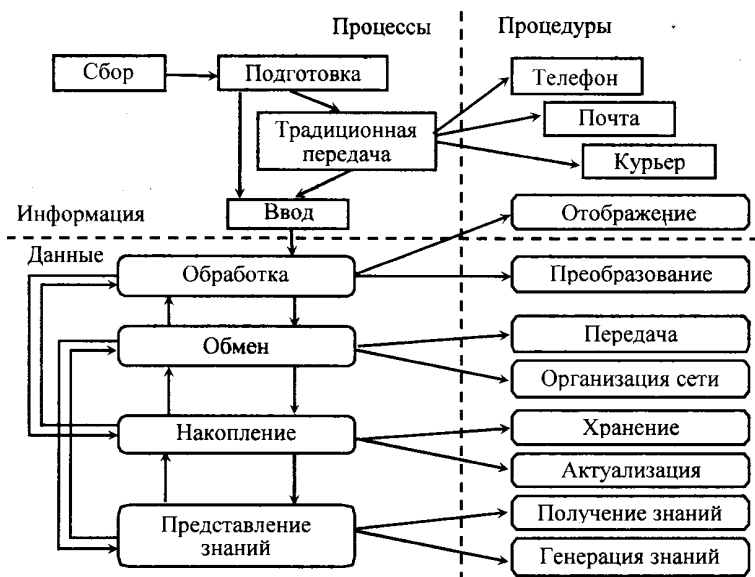 Процессы
Процедуры
Сбор
Подготовка
Телефон
Традиционная
передача
Почта
Курьер
Информация
Ввод
Отображение
Данные
Обработка
Преобразование
Обмен
Передача
Организация сети
Накопление
Хранение
Актуализация
Представление
знаний
Получение знаний
Генерация знаний